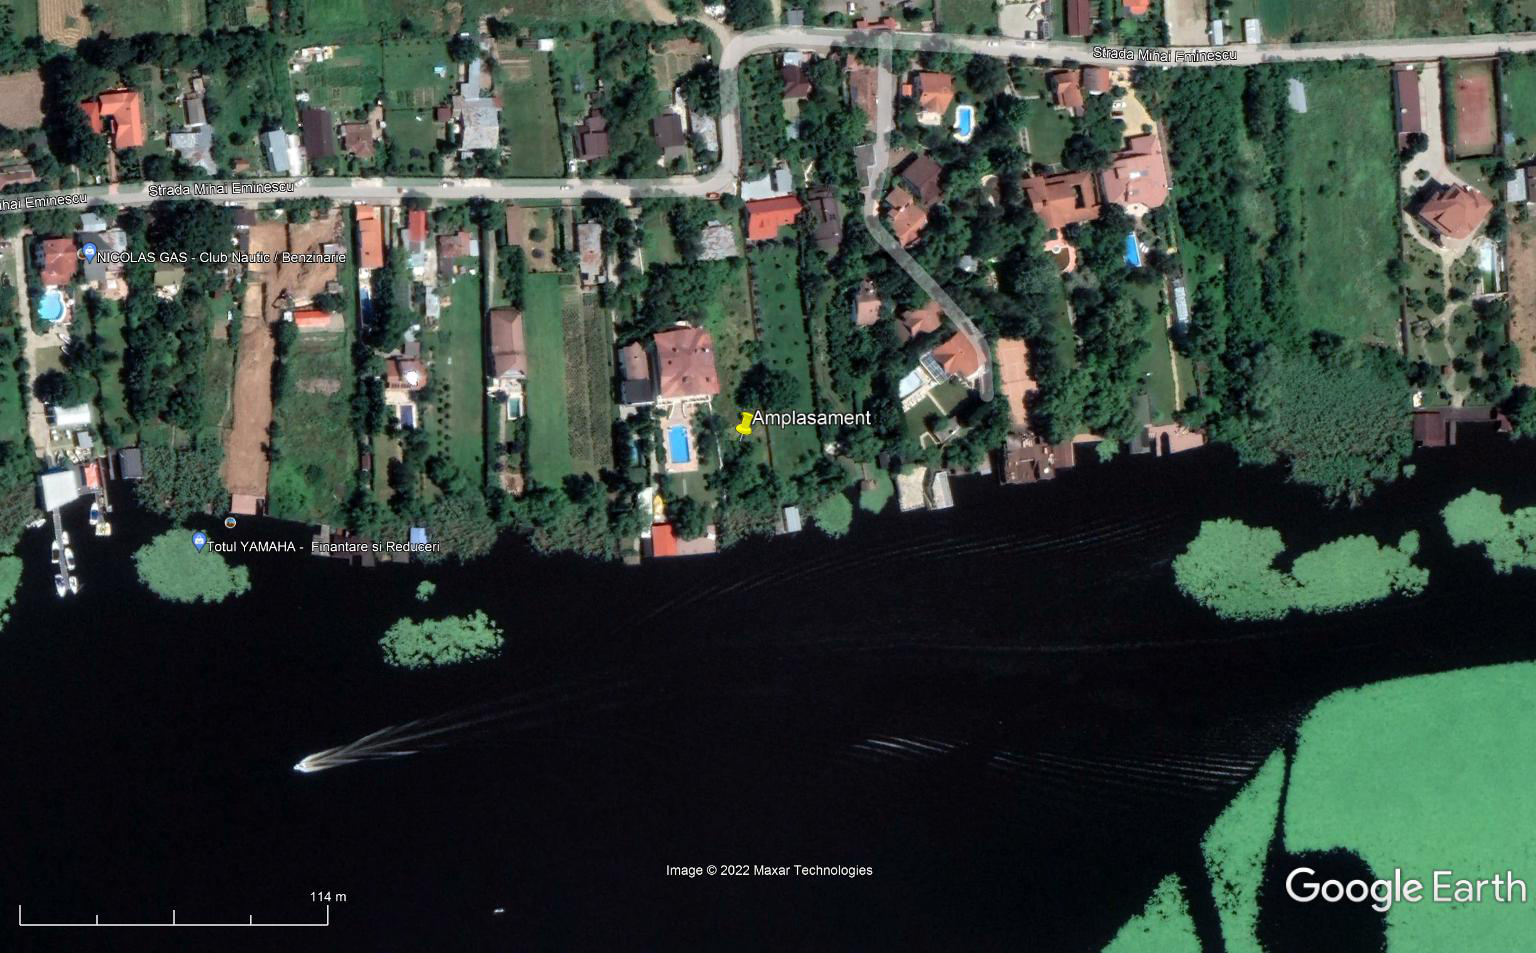 Strada Mihai Eminescu
Strada Mihai Eminescu
ihai Eminescu
NICOLAS GAS - Club Nautic / Benzinarie
Amplasament
Totul YAMAHA - Finantare si Reduceri
Image © 2022 Maxar Technologies
114 m
Google Earth